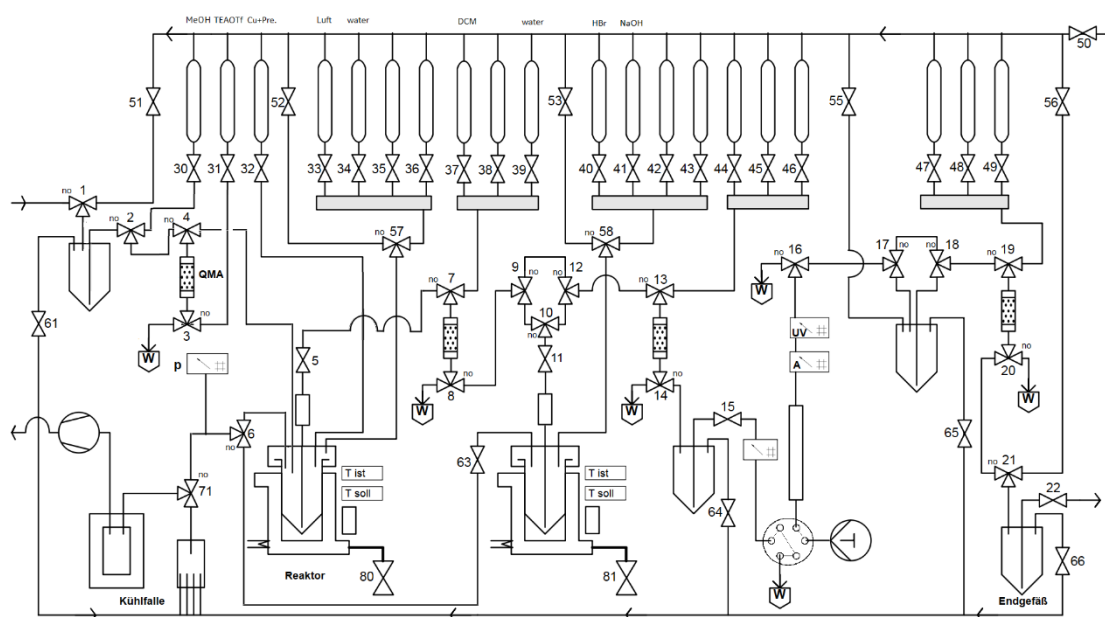 MeOH TEAOTf Cu+Pre. Luft water DCM water HBr NaOH
50
51 52 53 55 56
30 31 32 33 34 35 36 37 38 39 40 41 42 43 44 45 46 47 48 49
no 1
no 2 4 no 57 no 58
no 7 9 no no 12 no 13 no 16 17 no no 18 no 19
QMA
61 3 no 10 no 11 5
UV
W p A
W 8 W 14 W 20 W
no 6 63 15 65
no 71
T ist T ist
T soll T soll
no 21 22
64
80 81 66
W
Kühlfalle Reaktor Endgefäß